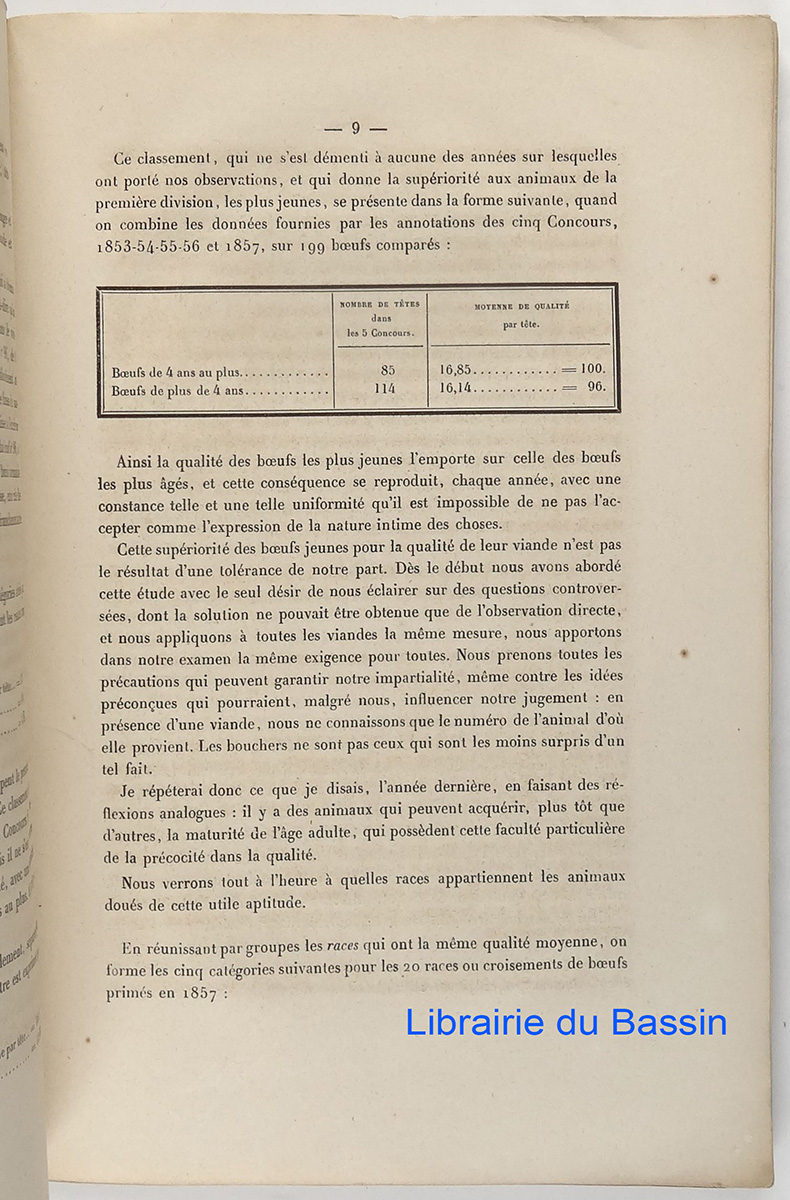 — 9 —
Ce classement, qui ne s'est démenti à aucune des années sur lesquelles
ont porté nos observations, et qui donne la supériorité aux animaux de la
première division, les plus jeunes, se présente dans la forme suivante, quand
on combine les données fournies par les annotations des cinq Concours,
1853-54-55-56 et 1857, sur 199 bœufs comparés :
NOMBRE DE TÊTES
dans
les 5 Concours.
MOYENNE DE QUALITÉ
par tête.
Bœufs de 4 ans au plus............. 85 16,85............ = 100.
Bœufs de plus de 4 ans............ 114 16,14............ = 96.
Ainsi la qualité des bœufs les plus jeunes l'emporte sur celle des bœufs
les plus âgés, et cette conséquence se reproduit, chaque année, avec une
constance telle et une telle uniformité qu'il est impossible de ne pas l'ac-
cepter comme l'expression de la nature intime des choses.
Cette supériorité des bœufs jeunes pour la qualité de leur viande n'est pas
le résultat d'une tolérance de notre part. Dès le début nous avons abordé
cette étude avec le seul désir de nous éclairer sur des questions controver-
sées, dont la solution ne pouvait être obtenue que de l'observation directe,
et nous appliquons à toutes les viandes la même mesure, nous apportons
dans notre examen la même exigence pour toutes. Nous prenons toutes les
précautions qui peuvent garantir notre impartialité, même contre les idées
préconçues qui pourraient, malgré nous, influencer notre jugement : en
présence d'une viande, nous ne connaissons que le numéro de l'animal d'où
elle provient. Les bouchers ne sont pas ceux qui sont les moins surpris d'un
tel fait.
Je répéterai donc ce que je disais, l'année dernière, en faisant des ré-
flexions analogues : il y a des animaux qui peuvent acquérir, plus tôt que
d'autres, la maturité de l'âge adulte, qui possèdent cette faculté particulière
de la précocité dans la qualité.
Nous verrons tout à l'heure à quelles races appartiennent les animaux
doués de cette utile aptitude.
En réunissant par groupes les races qui ont la même qualité moyenne, on
forme les cinq catégories suivantes pour les 20 races ou croisements de bœufs
primés en 1857 :
Librairie du Bassin